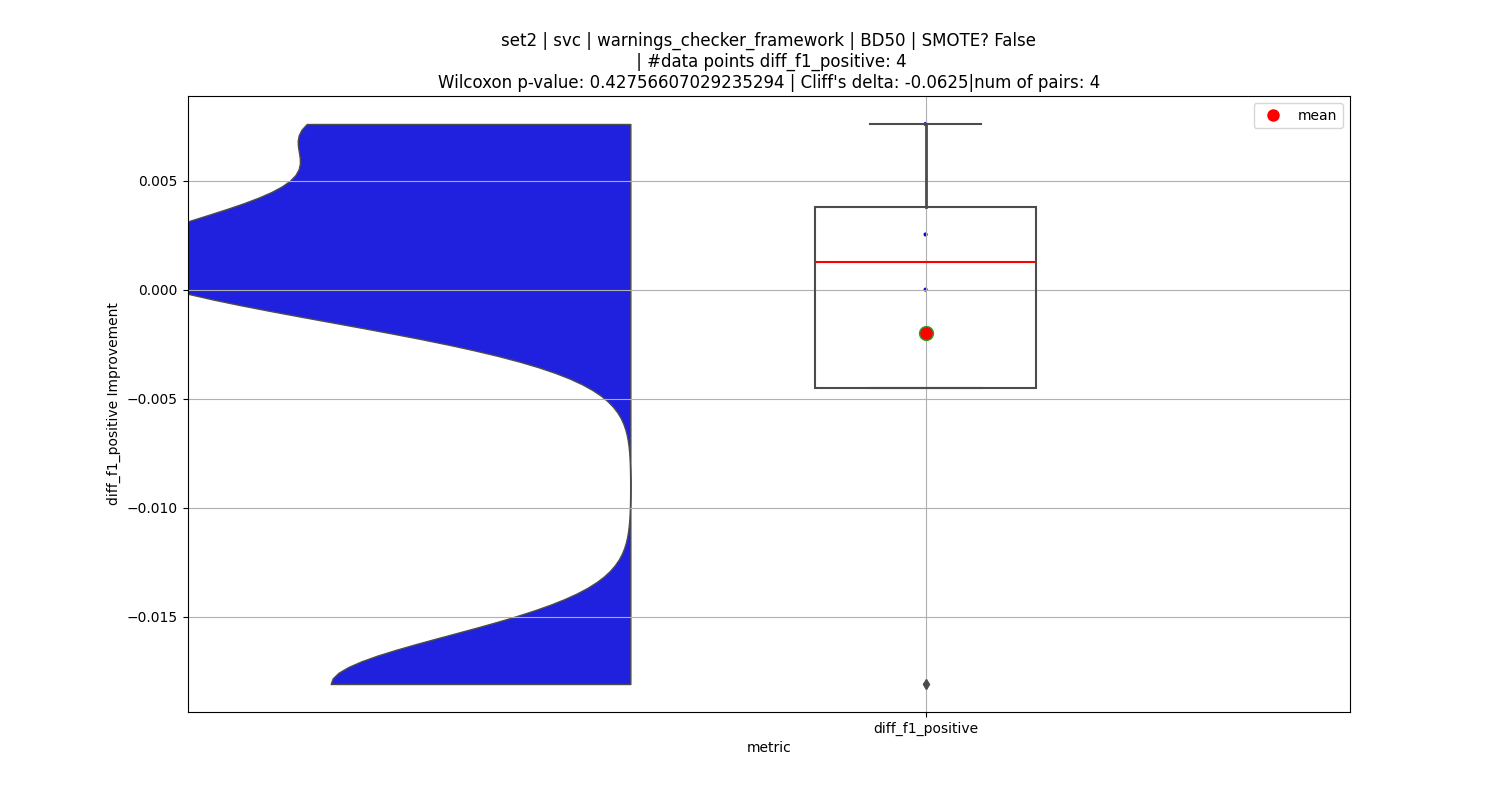 set2 | svc | warnings_checker_framework | BD50 | SMOTE? False
| #data points diff_f1_positive: 4
Wilcoxon p-value: 0.42756607029235294 | Cliff's delta: -0.0625|num of pairs: 4
mean
0.005
0.000
−0.005
−0.010
−0.015
diff_f1_positive Improvement
diff_f1_positive
metric